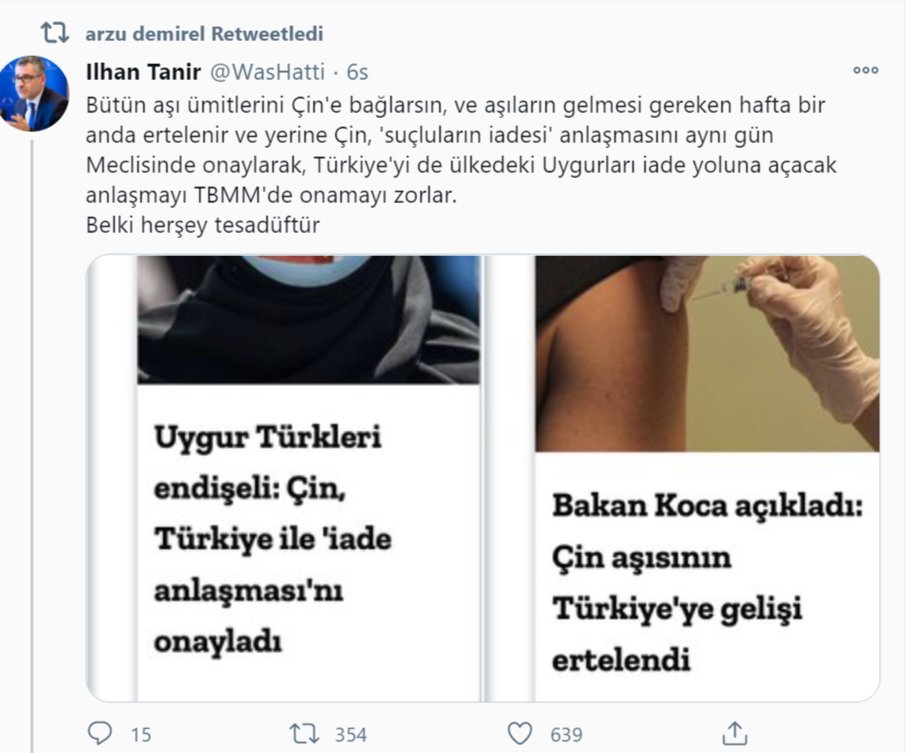 arzu demirel Retweetledi
Ilhan Tanir @WasHatti · 6s
Bütün aşı ümitlerini Çin'e bağlarsın, ve aşıların gelmesi gereken hafta bir
anda ertelenir ve yerine Çin, 'suçluların iadesi' anlaşmasını aynı gün
Meclisinde onaylarak, Türkiye'yi de ülkedeki Uygurları iade yoluna açacak
anlaşmayı TBMM'de onamayı zorlar.
Belki herşey tesadüftür
Uygur Türkleri
endişeli: Çin,
Türkiye ile 'iade
anlaşması'nı
onayladı
Bakan Koca açıkladı:
Çin aşısının
Türkiye'ye gelişi
ertelendi
15
354
639